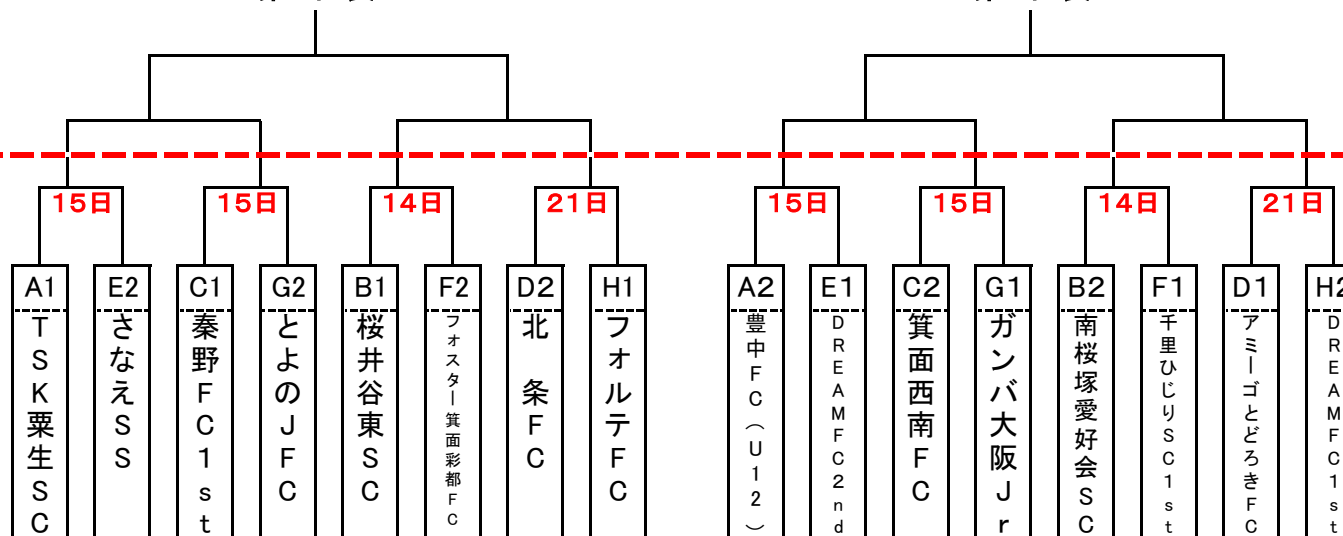 15日 15日 14日 21日 15日 15日 14日 21日
A1 E2 C1 G2 B1 F2 D2 H1 A2 E1 C2 G1 B2 F1 D1 H2
TSK粟生SC
さなえSS
秦野FC1st
とよのJFC
桜井谷東SC
フォスター箕面彩都FC
北 条FC
フォルテFC
豊中FC（U12）
DREAMFC2nd
箕面西南FC
ガンバ大阪Jr
南桜塚愛好会SC
千里ひじりSC1st
アミーゴとどろきFC
DREAMFC1st